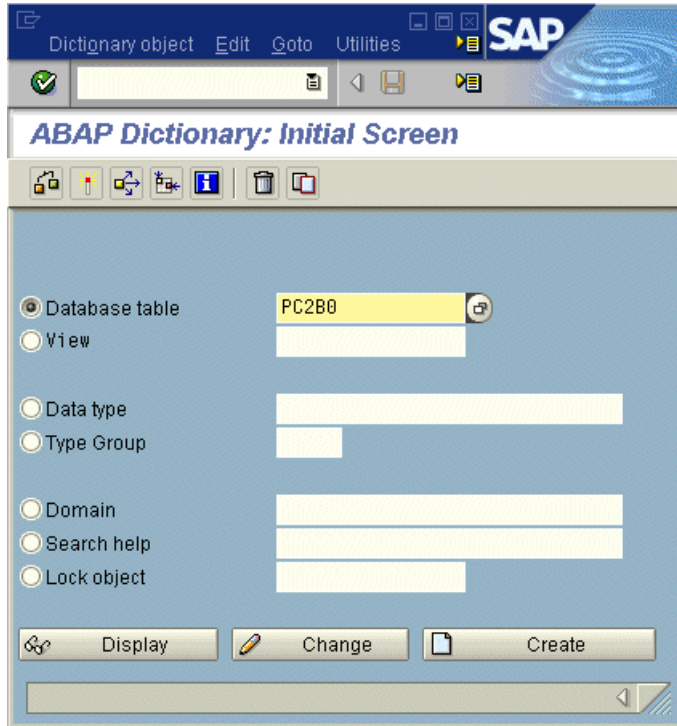 Dictionary object Edit Goto Utilities
SAP
ABAP Dictionary: Initial Screen
Database table PC2B0
View
Data type
Type Group
Domain
Search help
Lock object
Display Change Create